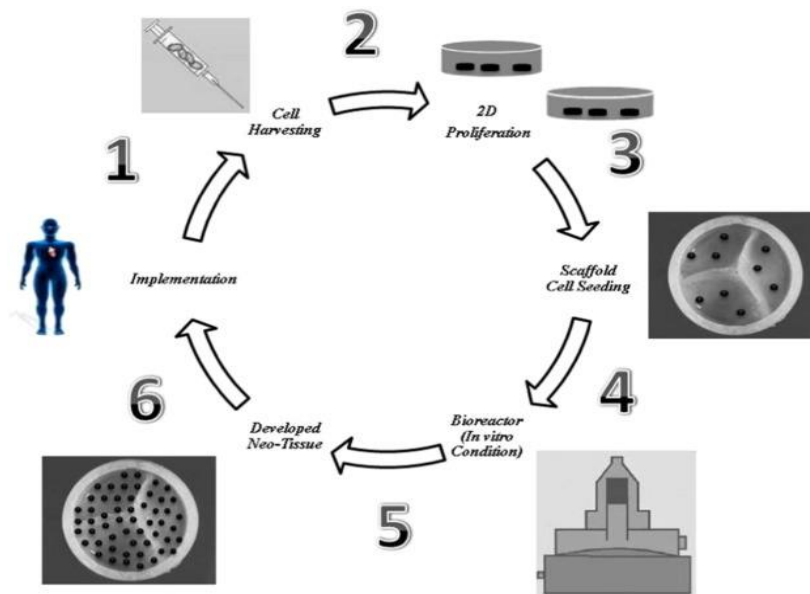 2
Cell
Harvesting
2D
Proliferation
3
1
Implementation
Scaffold
Cell Seeding
6
4
Developed
Neo-Tissue
Bioreactor
(In vitro
Condition)
5